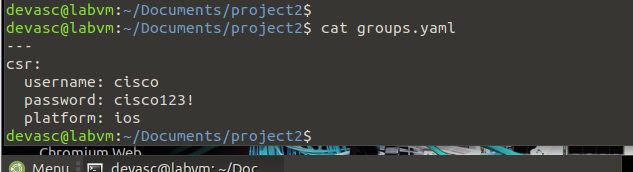 devasc@labvm:~/Documents/project2$
devasc@labvm:~/Documents/project2$ cat groups.yaml
---
csr:
  username: cisco
  password: cisco123!
  platform: ios
devasc@labvm:~/Documents/project2$
Chromium Web
Menu devasc@labvm: ~/Doc